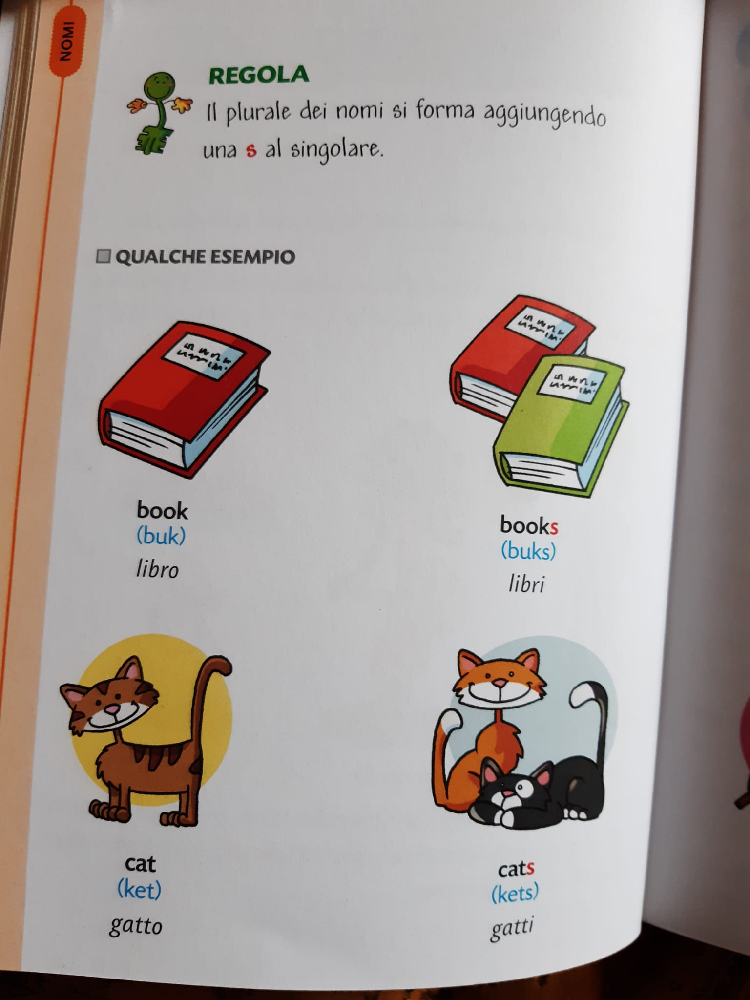 NOMI
REGOLA
Il plurale dei nomi si forma aggiungendo
una s al singolare.
QUALCHE ESEMPIO
book
(buk)
libro
books
(buks)
libri
cat
(ket)
gatto
cats
(kets)
gatti